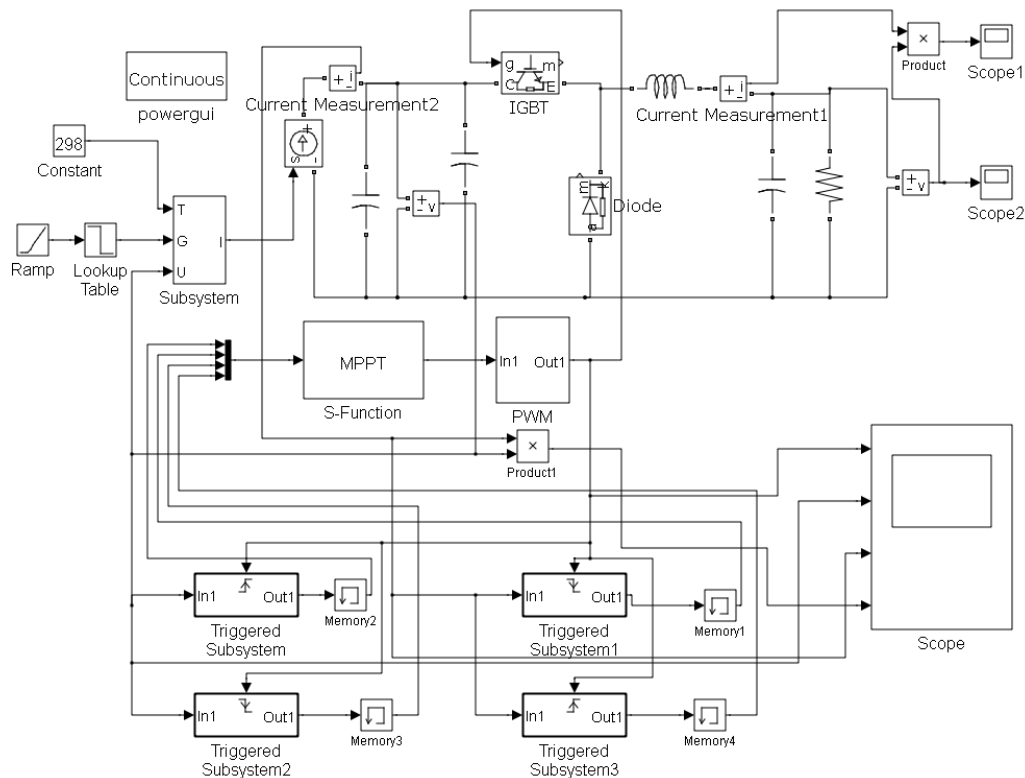 Continuous
powergui
298
Constant
Ramp
Lookup
Table
T
G
U
I
Subsystem
s
+
-
+
i
-
Current Measurement2
+
v
-
g
m
C
E
IGBT
m
k
a
Diode
+
i
-
Current Measurement1
×
Product
Scope1
+
v
-
Scope2
MPPT
S-Function
In1
Out1
PWM
×
Product1
In1
Out1
Triggered
Subsystem
Memory2
In1
Out1
Triggered
Subsystem1
Memory1
In1
Out1
Triggered
Subsystem2
Memory3
In1
Out1
Triggered
Subsystem3
Memory4
Scope